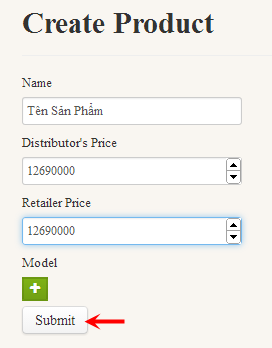 Create Product
Name
Tên Sản Phẩm
Distributor's Price
12690000
Retailer Price
12690000
Model
+
Submit